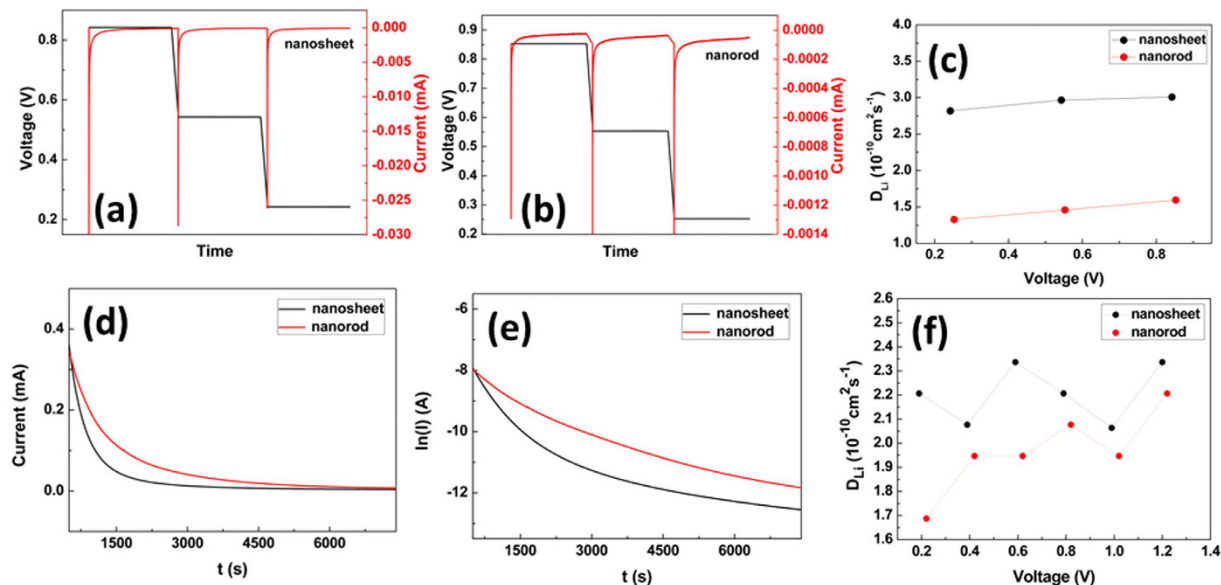 (a)
nanosheet
Voltage (V)
0.8
0.6
0.4
0.2
Time
0.000
-0.005
-0.010
-0.015
-0.020
-0.025
-0.030
Current (mA)
(b)
nanorod
Voltage (V)
0.9
0.8
0.7
0.6
0.5
0.4
0.3
0.2
Time
0.0000
-0.0002
-0.0004
-0.0006
-0.0008
-0.0010
-0.0012
-0.0014
Current (mA)
(c)
nanosheet
nanorod
D_Li (10^-10 cm^2 s^-1)
4.0
3.5
3.0
2.5
2.0
1.5
1.0
0.2 0.4 0.6 0.8
Voltage (V)
(d)
nanosheet
nanorod
Current (mA)
0.4
0.2
0.0
1500 3000 4500 6000
t (s)
(e)
nanosheet
nanorod
ln(I) (A)
-6
-8
-10
-12
1500 3000 4500 6000
t (s)
(f)
nanosheet
nanorod
D_Li (10^-10 cm^2 s^-1)
2.6
2.5
2.4
2.3
2.2
2.1
2.0
1.9
1.8
1.7
1.6
0.2 0.4 0.6 0.8 1.0 1.2 1.4
Voltage (V)